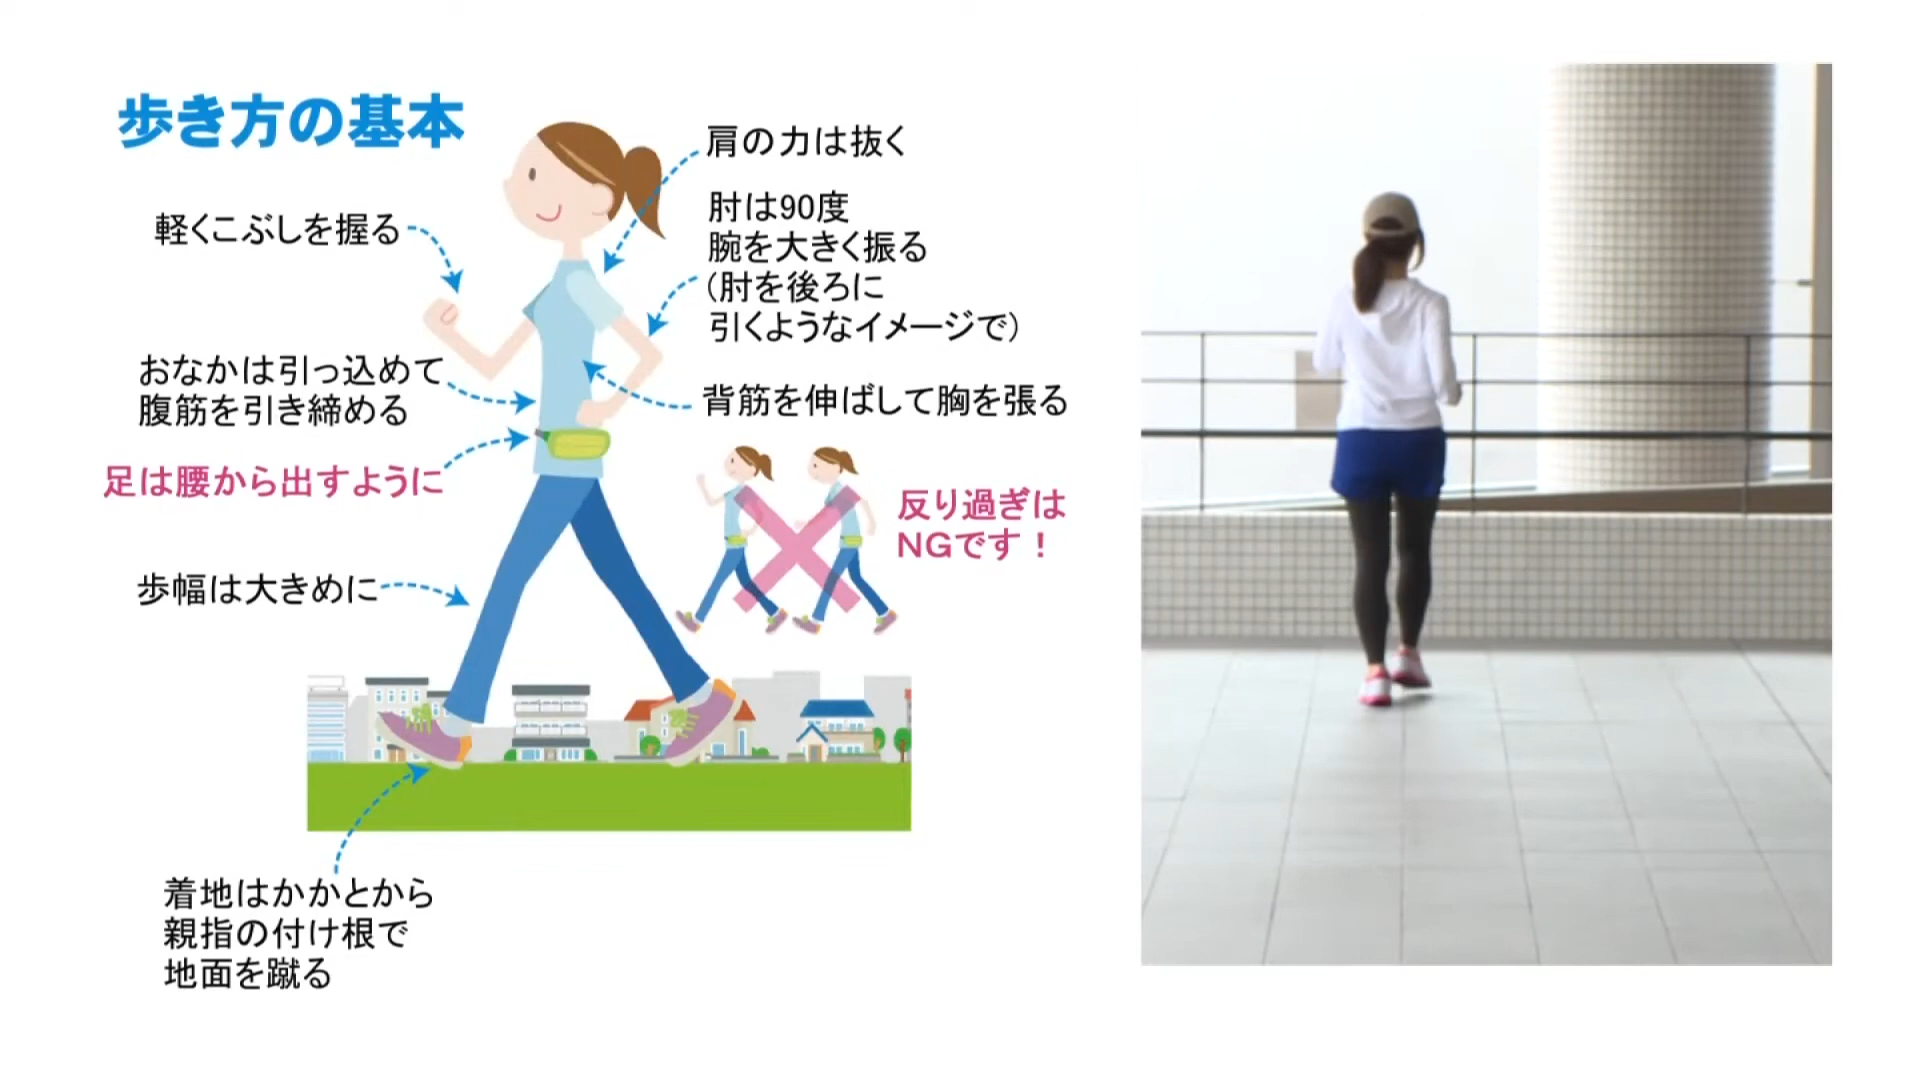 歩き方の基本
肩の力は抜く
軽くこぶしを握る
肘は90度
腕を大きく振る
(肘を後ろに
引くようなイメージで)
おなかは引っ込めて
腹筋を引き締める
背筋を伸ばして胸を張る
足は腰から出すように
反り過ぎは
NGです！
歩幅は大きめに
着地はかかとから
親指の付け根で
地面を蹴る